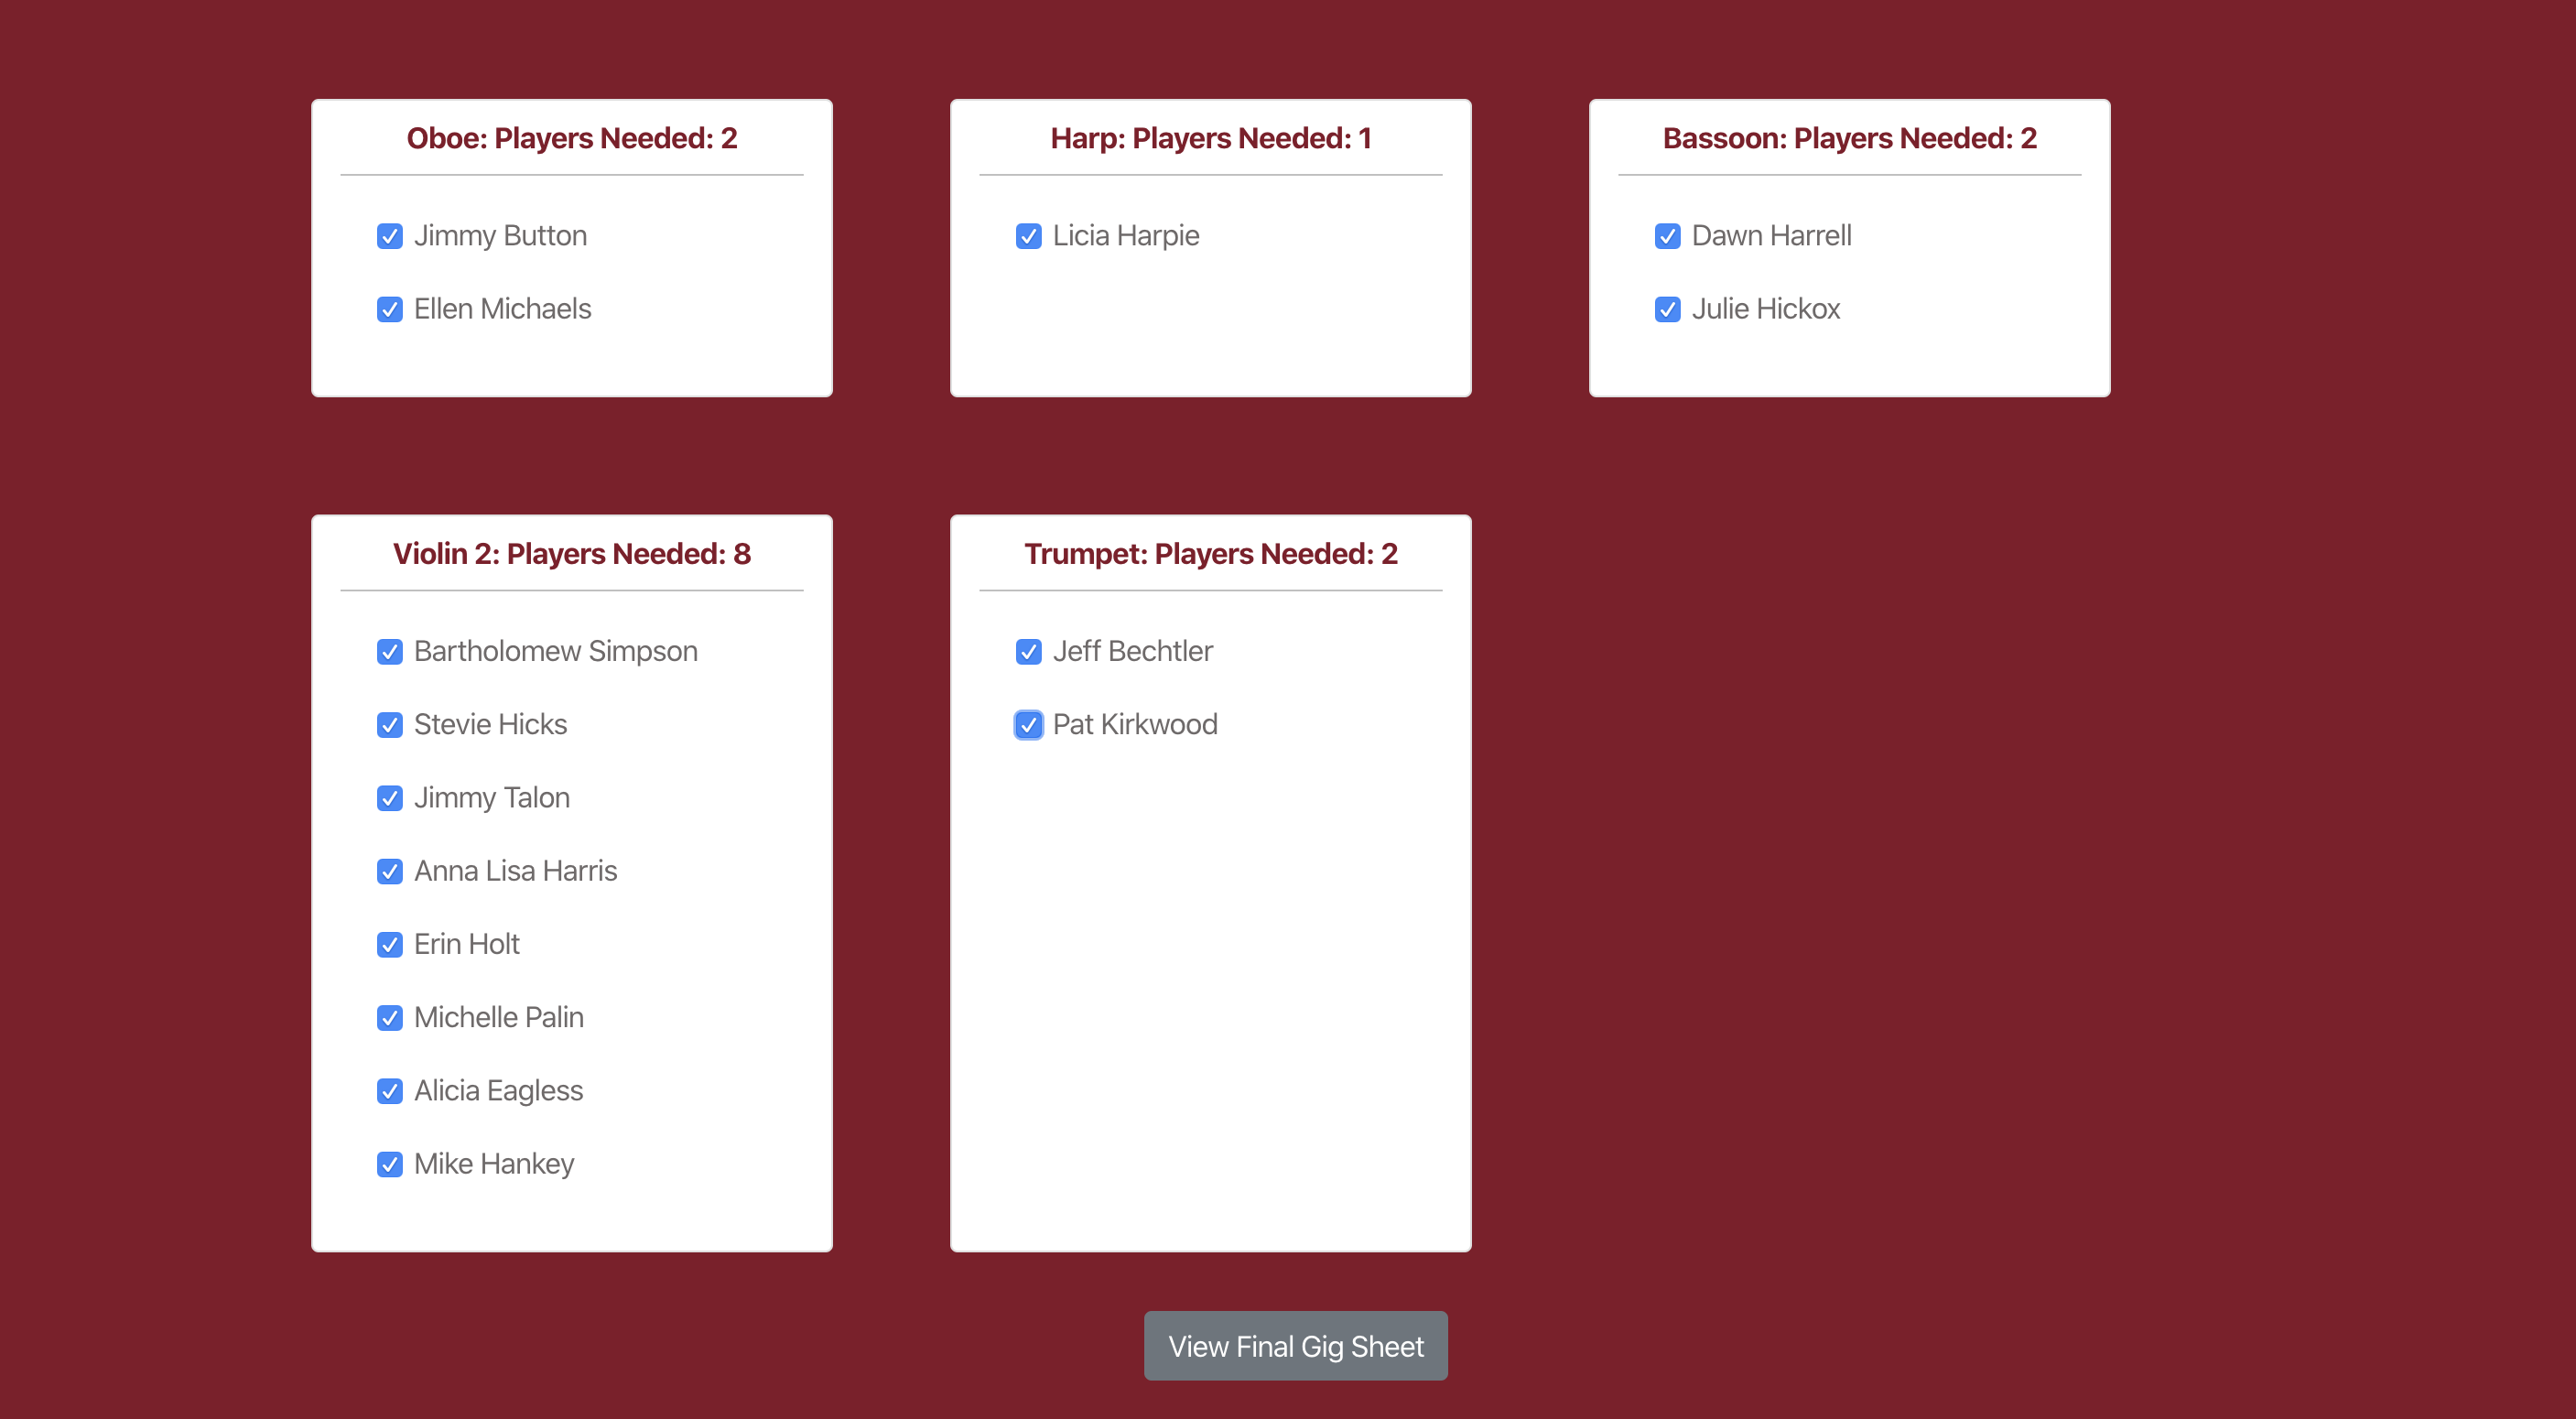 Oboe: Players Needed: 2
Jimmy Button
Ellen Michaels
Harp: Players Needed: 1
Licia Harpie
Bassoon: Players Needed: 2
Dawn Harrell
Julie Hickox
Violin 2: Players Needed: 8
Bartholomew Simpson
Stevie Hicks
Jimmy Talon
Anna Lisa Harris
Erin Holt
Michelle Palin
Alicia Eagless
Mike Hankey
Trumpet: Players Needed: 2
Jeff Bechtler
Pat Kirkwood
View Final Gig Sheet